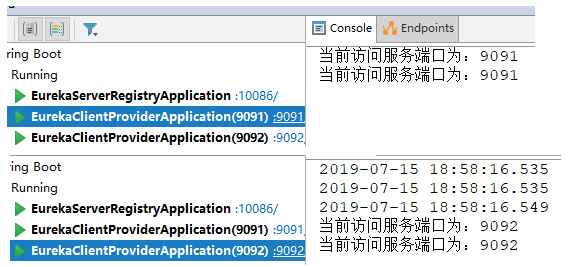 Console Endpoints
ring Boot
Running
EurekaServerRegistryApplication :10086/
EurekaClientProviderApplication(9091) :9091
EurekaClientProviderApplication(9092) :9092/
当前访问服务端口为：9091
当前访问服务端口为：9091
ring Boot
Running
EurekaServerRegistryApplication :10086/
EurekaClientProviderApplication(9091) :9091/
EurekaClientProviderApplication(9092) :9092
2019-07-15 18:58:16.535
2019-07-15 18:58:16.535
2019-07-15 18:58:16.549
当前访问服务端口为：9092
当前访问服务端口为：9092